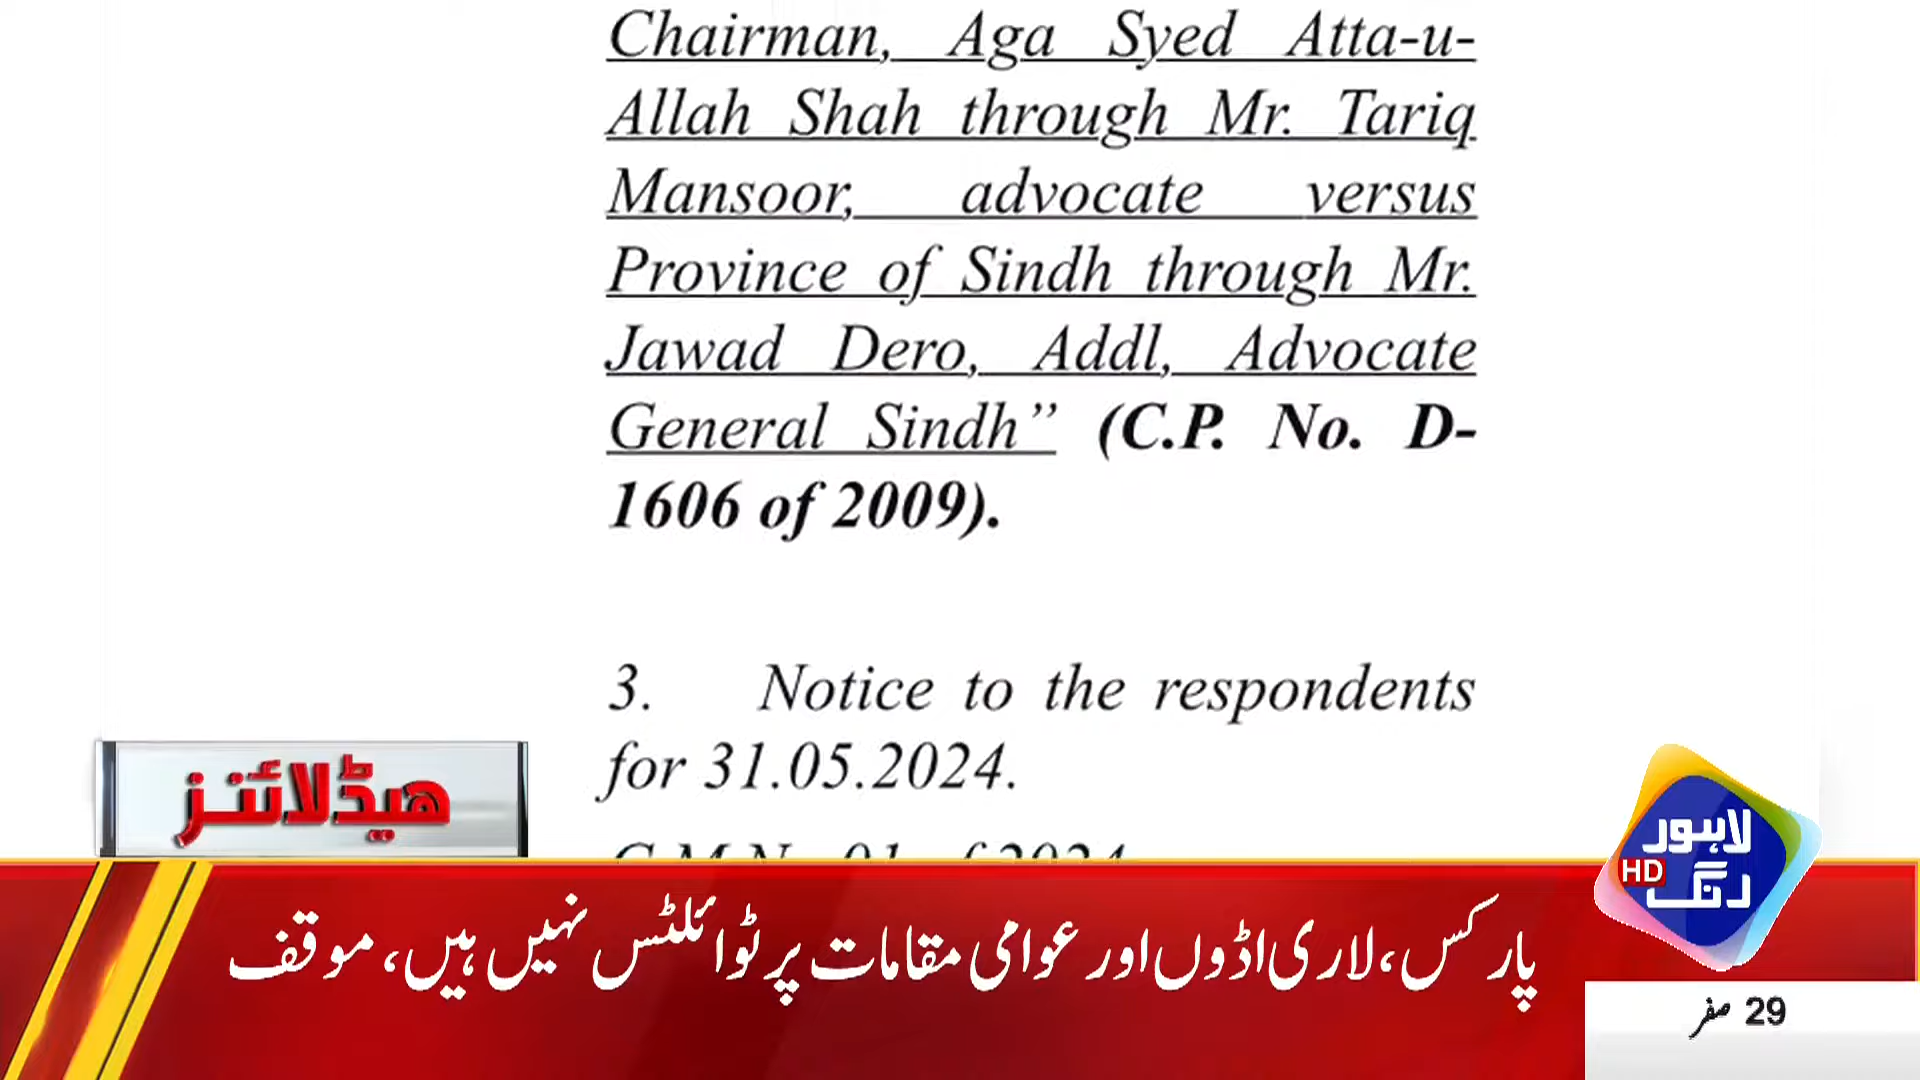 Chairman, Aga Syed Atta-u-
Allah Shah through Mr. Tariq
Mansoor, advocate versus
Province of Sindh through Mr.
Jawad Dero, Addl, Advocate
General Sindh” (C.P. No. D-
1606 of 2009).
3. Notice to the respondents
for 31.05.2024.
ہیڈلائنز
لاہور
HD
رنگ
پارکس، لاری اڈوں اور عوامی مقامات پر ٹوائلٹس نہیں ہیں، موقف
29 صفر